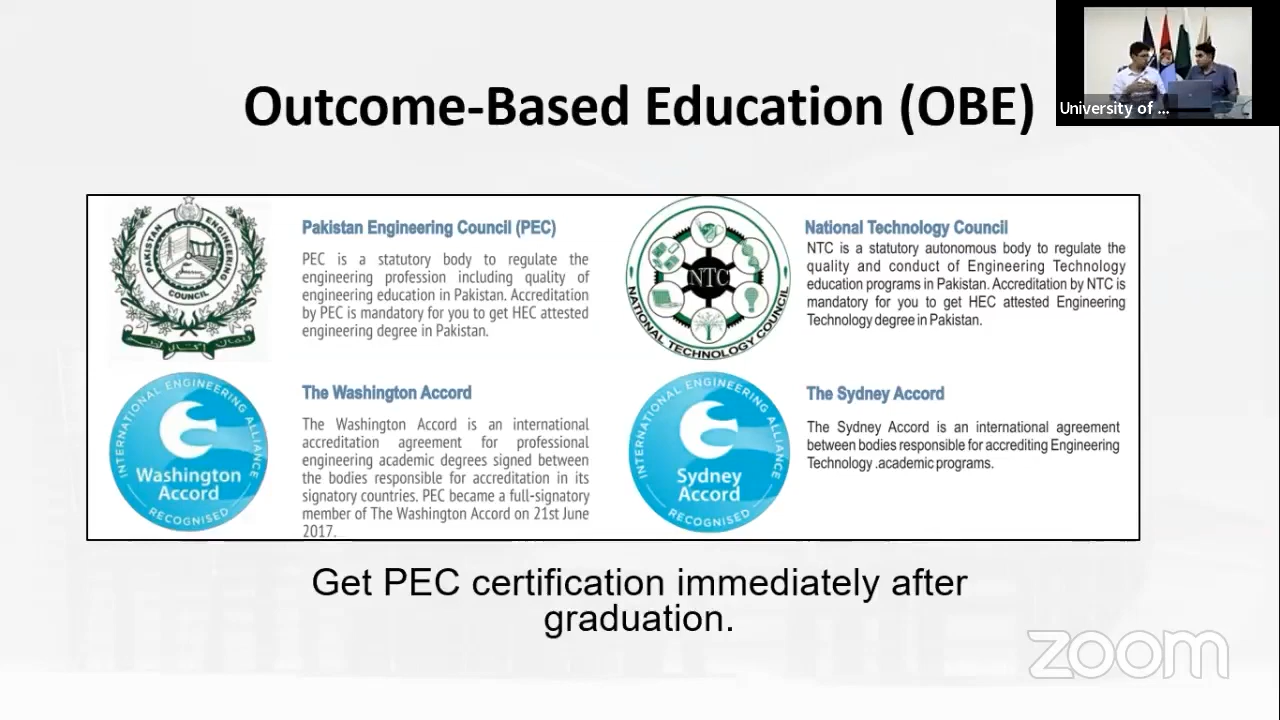 Outcome-Based Education (OBE)
University of ...
PAKISTAN ENGINEERING COUNCIL
Pakistan Engineering Council (PEC)
PEC is a statutory body to regulate the
engineering profession including quality of
engineering education in Pakistan. Accreditation
by PEC is mandatory for you to get HEC attested
engineering degree in Pakistan.
NTC
NATIONAL TECHNOLOGY COUNCIL
National Technology Council
NTC is a statutory autonomous body to regulate the
quality and conduct of Engineering Technology
education programs in Pakistan. Accreditation by NTC is
mandatory for you to get HEC attested Engineering
Technology degree in Pakistan.
INTERNATIONAL ENGINEERING ALLIANCE
Washington
Accord
RECOGNISED
The Washington Accord
The Washington Accord is an international
accreditation agreement for professional
engineering academic degrees signed between
the bodies responsible for accreditation in its
signatory countries. PEC became a full-signatory
member of The Washington Accord on 21st June
2017.
INTERNATIONAL ENGINEERING ALLIANCE
Sydney
Accord
RECOGNISED
The Sydney Accord
The Sydney Accord is an international agreement
between bodies responsible for accrediting Engineering
Technology .academic programs.
Get PEC certification immediately after
graduation.
zoom